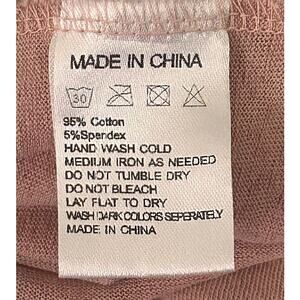 MADE IN CHINA
30
95% Cotton
5%Spandex
HAND WASH COLD
MEDIUM IRON AS NEEDED
DO NOT TUMBLE DRY
DO NOT BLEACH
LAY FLAT TO DRY
WASH DARK COLORS SEPERATELY
MADE IN CHINA